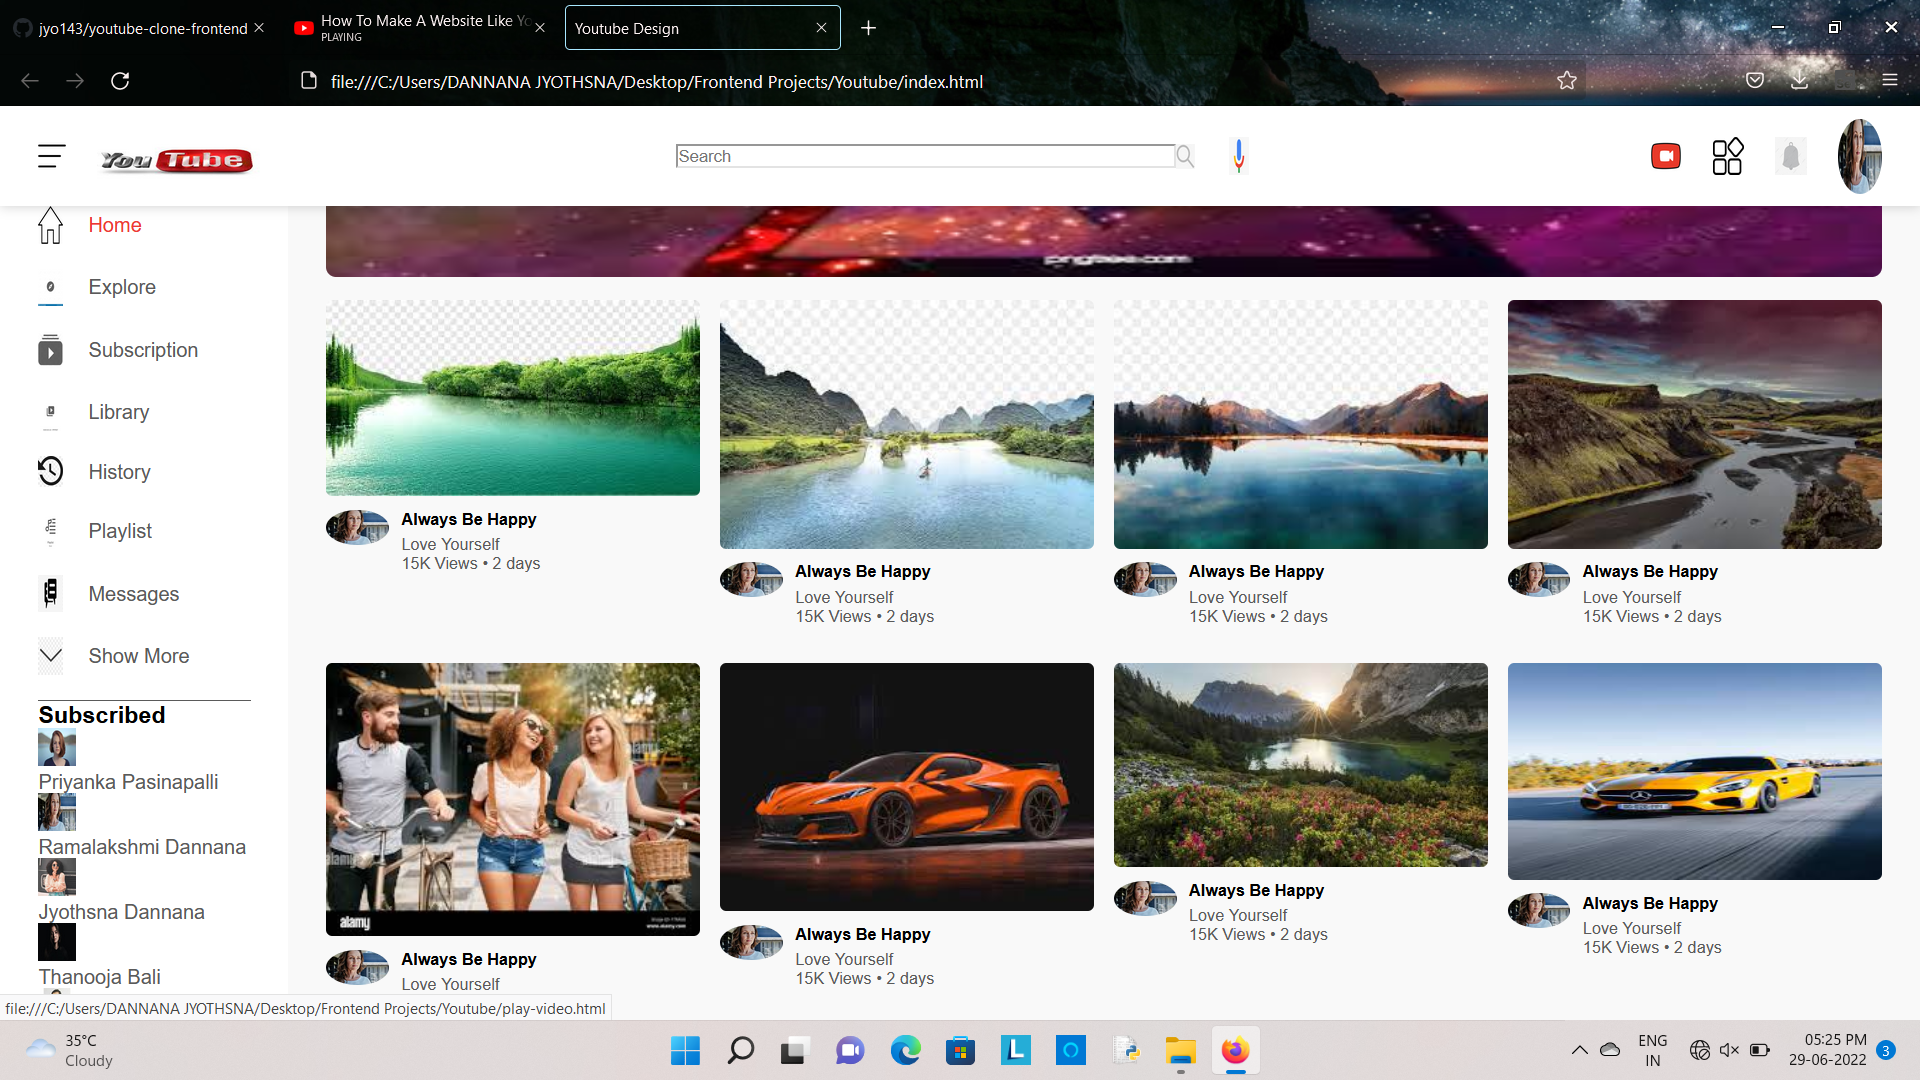 jyo143/youtube-clone-frontend
How To Make A Website Like Yo
PLAYING
Youtube Design
file:///C:/Users/DANNANA JYOTHSNA/Desktop/Frontend Projects/Youtube/index.html
YouTube
Search
Home
Explore
Subscription
Library
History
Playlist
Messages
Show More
Subscribed
Priyanka Pasinapalli
Ramalakshmi Dannana
Jyothsna Dannana
Thanooja Bali
pngtree.com
Always Be Happy
Love Yourself
15K Views • 2 days
Always Be Happy
Love Yourself
15K Views • 2 days
Always Be Happy
Love Yourself
15K Views • 2 days
Always Be Happy
Love Yourself
15K Views • 2 days
alamy
www.alamy.com
Always Be Happy
Love Yourself
Always Be Happy
Love Yourself
15K Views • 2 days
Always Be Happy
Love Yourself
15K Views • 2 days
Always Be Happy
Love Yourself
15K Views • 2 days
file:///C:/Users/DANNANA JYOTHSNA/Desktop/Frontend Projects/Youtube/play-video.html
35°C
Cloudy
L
ENG
IN
05:25 PM
29-06-2022
3